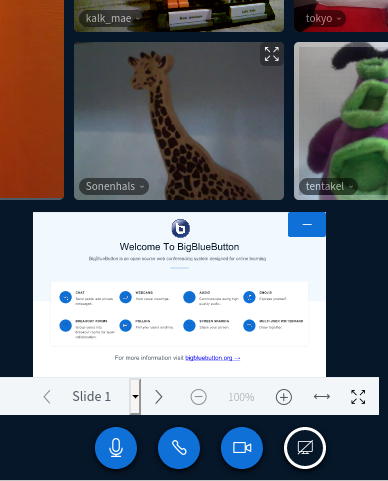 kalk_mae
tokyo
Sonenhals
tentakel
Welcome To BigBlueButton
BigBlueButton is an open source web conferencing system designed for online learning
CHAT
WEBCAMS
AUDIO
EMOJIS
BREAKOUT ROOMS
POLLING
SCREEN SHARING
MULTI-USER WHITEBOARD
For more information visit bigbluebutton.org →
Slide 1
100%